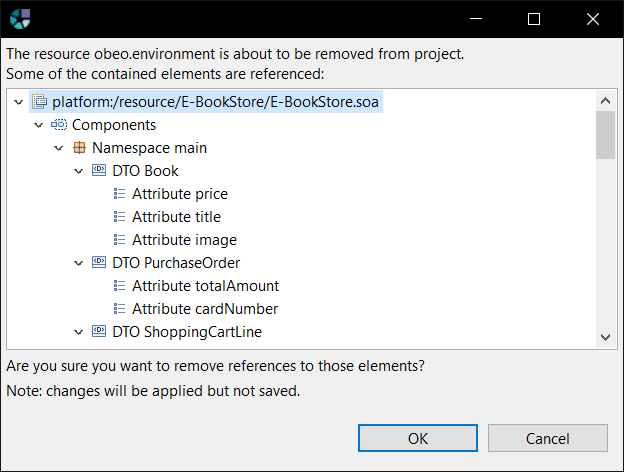 The resource obeo.environment is about to be removed from project.
Some of the contained elements are referenced:
platform:/resource/E-BookStore/E-BookStore.soa
Components
Namespace main
DTO Book
Attribute price
Attribute title
Attribute image
DTO PurchaseOrder
Attribute totalAmount
Attribute cardNumber
DTO ShoppingCartLine
Are you sure you want to remove references to those elements?
Note: changes will be applied but not saved.
OK Cancel